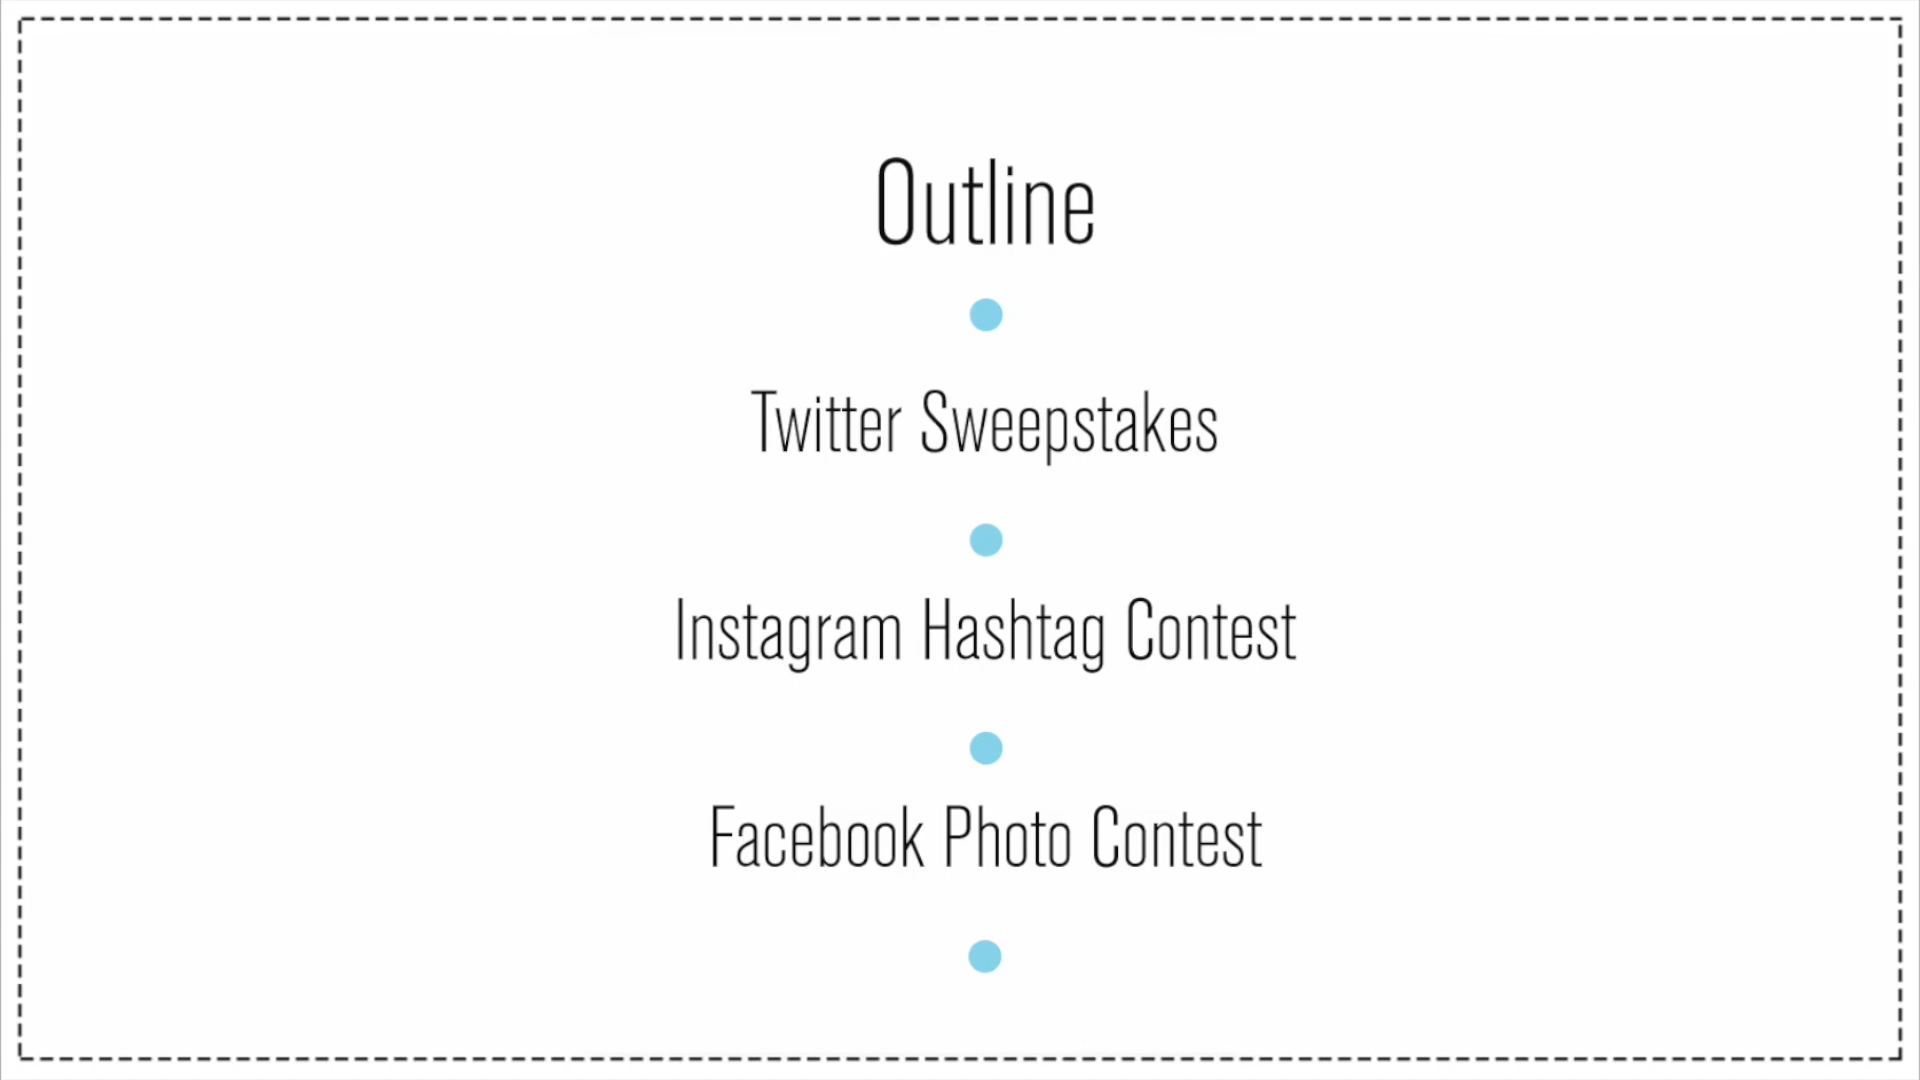 Outline
Twitter Sweepstakes
Instagram Hashtag Contest
Facebook Photo Contest